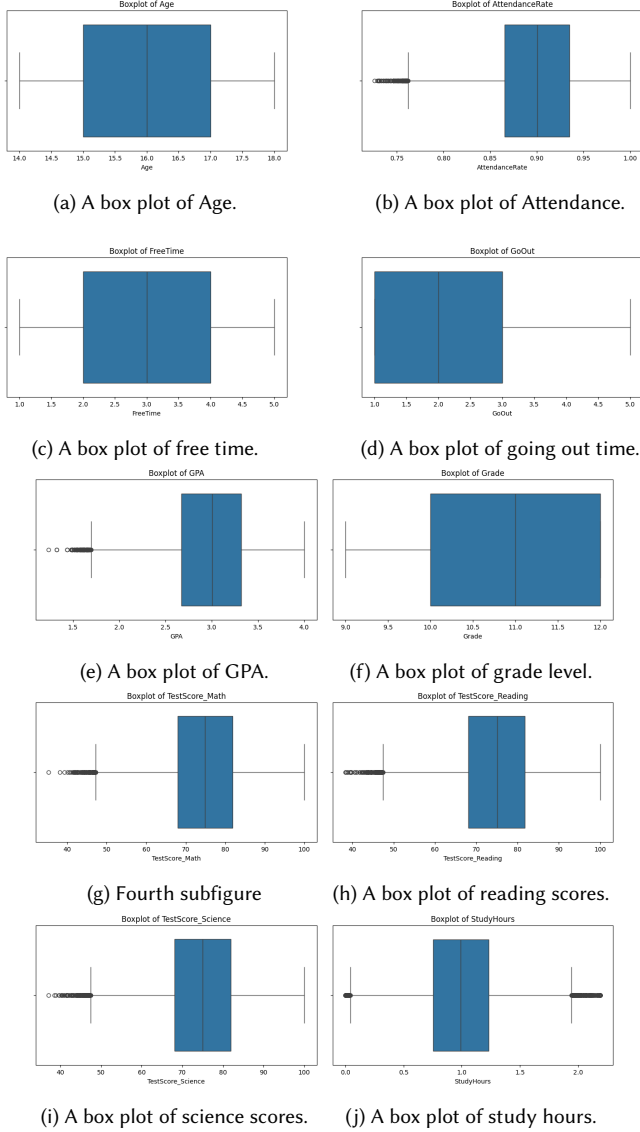 Boxplot of Age
14.0 14.5 15.0 15.5 16.0 16.5 17.0 17.5 18.0
Age
(a) A box plot of Age.
Boxplot of AttendanceRate
0.75 0.80 0.85 0.90 0.95 1.00
AttendanceRate
(b) A box plot of Attendance.
Boxplot of FreeTime
1.0 1.5 2.0 2.5 3.0 3.5 4.0 4.5 5.0
FreeTime
(c) A box plot of free time.
Boxplot of GoOut
1.0 1.5 2.0 2.5 3.0 3.5 4.0 4.5 5.0
GoOut
(d) A box plot of going out time.
Boxplot of GPA
1.5 2.0 2.5 3.0 3.5 4.0
GPA
(e) A box plot of GPA.
Boxplot of Grade
9.0 9.5 10.0 10.5 11.0 11.5 12.0
Grade
(f) A box plot of grade level.
Boxplot of TestScore_Math
40 50 60 70 80 90 100
TestScore_Math
(g) Fourth subfigure
Boxplot of TestScore_Reading
40 50 60 70 80 90 100
TestScore_Reading
(h) A box plot of reading scores.
Boxplot of TestScore_Science
40 50 60 70 80 90 100
TestScore_Science
(i) A box plot of science scores.
Boxplot of StudyHours
0.0 0.5 1.0 1.5 2.0
StudyHours
(j) A box plot of study hours.